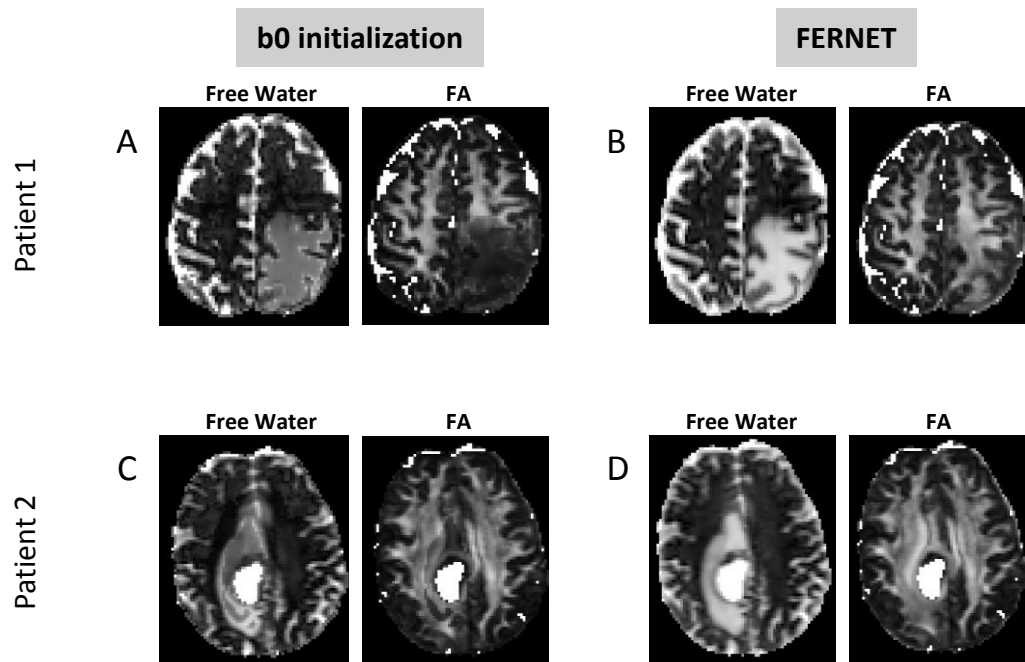 b0 initialization
FERNET
Free Water
FA
Free Water
FA
A
B
Patient 1
Free Water
FA
Free Water
FA
C
D
Patient 2